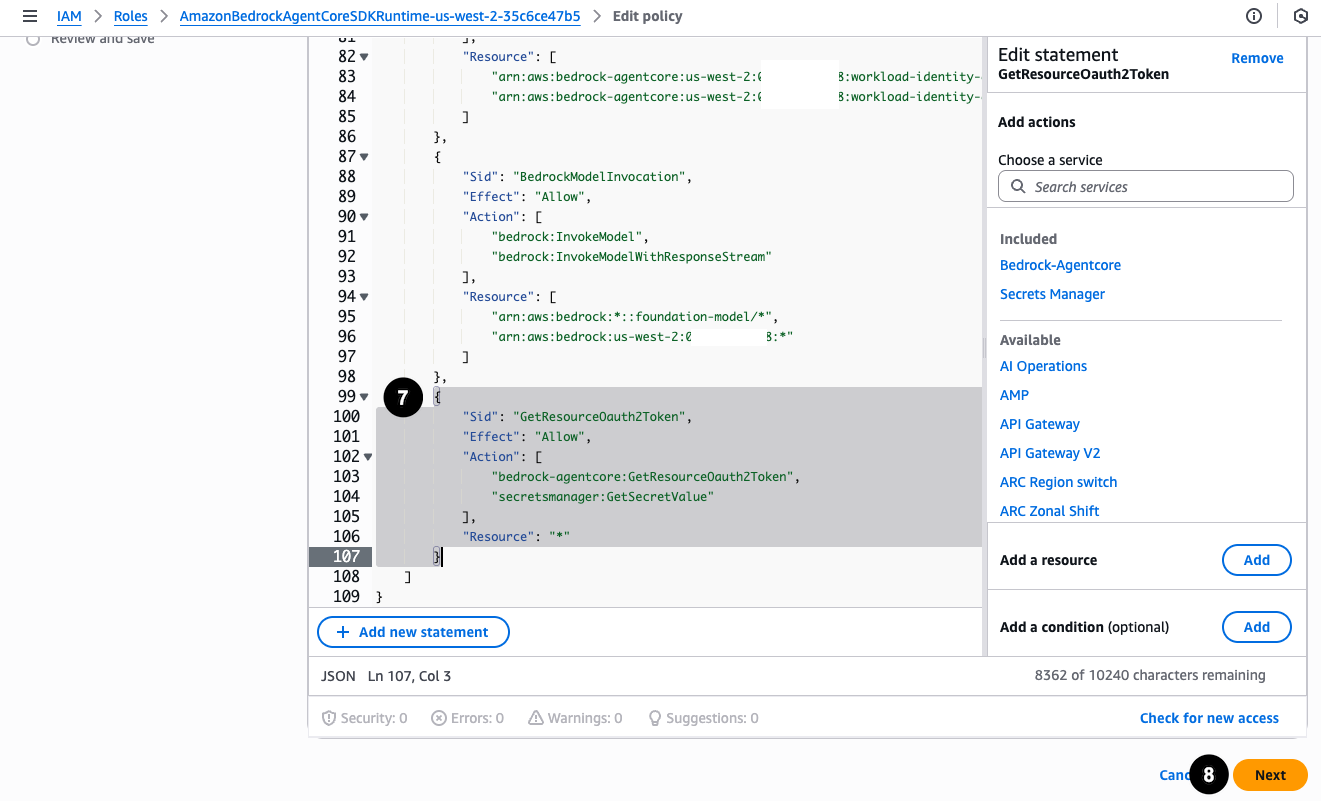 IAM > Roles > AmazonBedrockAgentCoreSDKRuntime-us-west-2-35c6ce47b5 > Edit policy
Review and save
81 ],
82 "Resource": [
83 "arn:aws:bedrock-agentcore:us-west-2:0 8:workload-identity-
84 "arn:aws:bedrock-agentcore:us-west-2:0 8:workload-identity-
85 ]
86 },
87 {
88 "Sid": "BedrockModelInvocation",
89 "Effect": "Allow",
90 "Action": [
91 "bedrock:InvokeModel",
92 "bedrock:InvokeModelWithResponseStream"
93 ],
94 "Resource": [
95 "arn:aws:bedrock:*::foundation-model/*",
96 "arn:aws:bedrock:us-west-2:0 8:*"
97 ]
98 },
99 7 {
100 "Sid": "GetResourceOauth2Token",
101 "Effect": "Allow",
102 "Action": [
103 "bedrock-agentcore:GetResourceOauth2Token",
104 "secretsmanager:GetSecretValue"
105 ],
106 "Resource": "*"
107 }
108 ]
109 }
+ Add new statement
Edit statement
Remove
GetResourceOauth2Token
Add actions
Choose a service
Search services
Included
Bedrock-Agentcore
Secrets Manager
Available
AI Operations
AMP
API Gateway
API Gateway V2
ARC Region switch
ARC Zonal Shift
Add a resource
Add
Add a condition (optional)
Add
JSON Ln 107, Col 3
8362 of 10240 characters remaining
Security: 0 Errors: 0 Warnings: 0 Suggestions: 0
Check for new access
Canc 8 Next